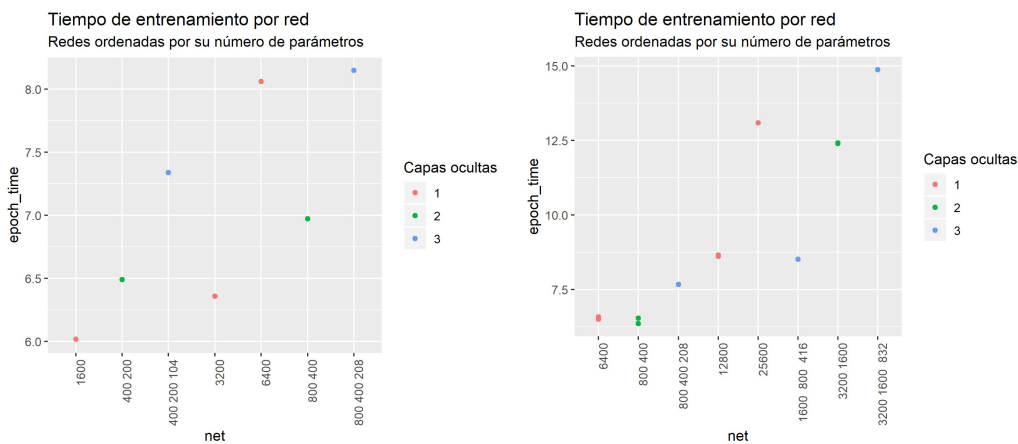 Tiempo de entrenamiento por red
Redes ordenadas por su número de parámetros
8.0
7.5
7.0
6.5
6.0
epoch_time
1600
400 200
400 200 104
3200
6400
800 400
800 400 208
net
Capas ocultas
1
2
3
Tiempo de entrenamiento por red
Redes ordenadas por su número de parámetros
15.0
12.5
10.0
7.5
epoch_time
6400
800 400
800 400 208
12800
25600
1600 800 416
3200 1600
3200 1600 832
net
Capas ocultas
1
2
3